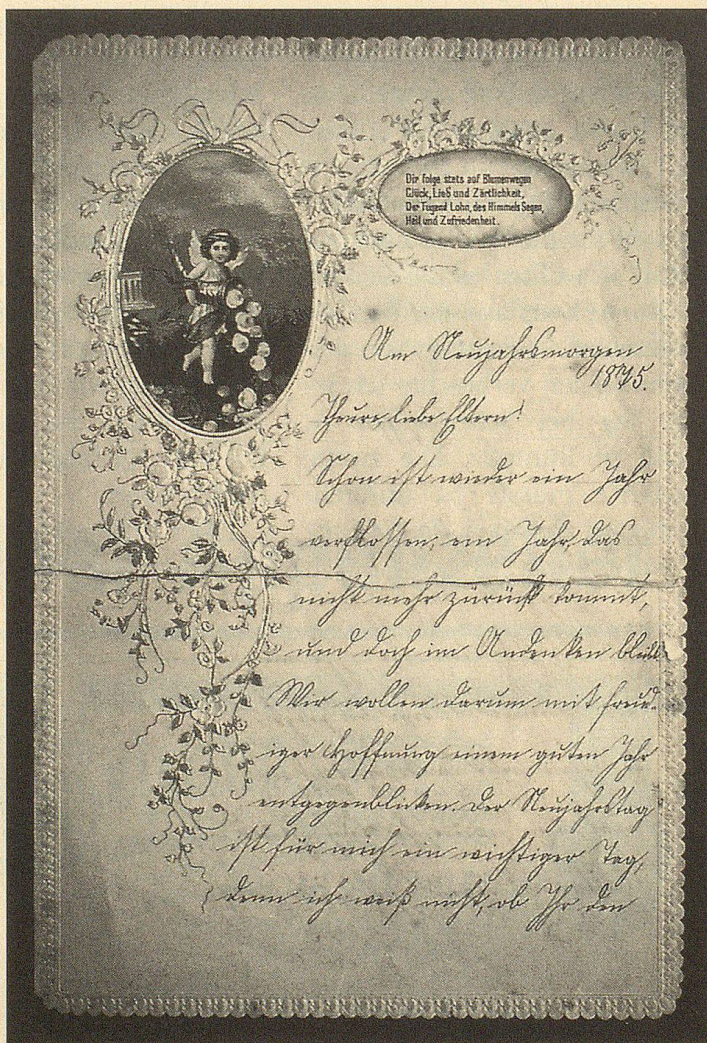 Dir folge stets auf Blumenwegen
Glück, Lieb und Zärtlichkeit,
Der Tugend Lohn, des Himmels Segen,
Heil und Zufriedenheit.
Am Neujahrsmorgen
1875.
Theure, liebe Eltern!
Schon ist wieder ein Jahr
verflossen, ein Jahr, das
nicht mehr zurück kommt,
und doch im Andenken bleibt.
Wir wollen darum mit freud-
iger Hoffnung einem guten Jahr
entgegenblicken. Der Neujahrstag
ist für mich ein wichtiger Tag,
denn ich weiß nicht, ob Ihr den